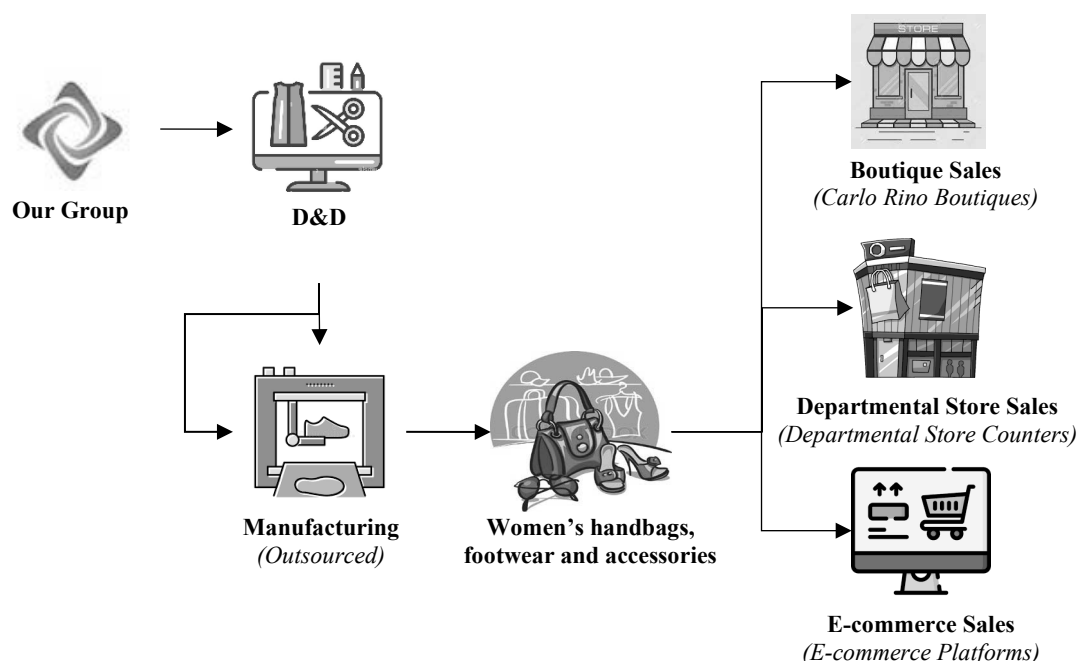 STORE
Our Group
D&D
Boutique Sales
(Carlo Rino Boutiques)
Departmental Store Sales
(Departmental Store Counters)
Manufacturing
(Outsourced)
Women’s handbags,
footwear and accessories
E-commerce Sales
(E-commerce Platforms)